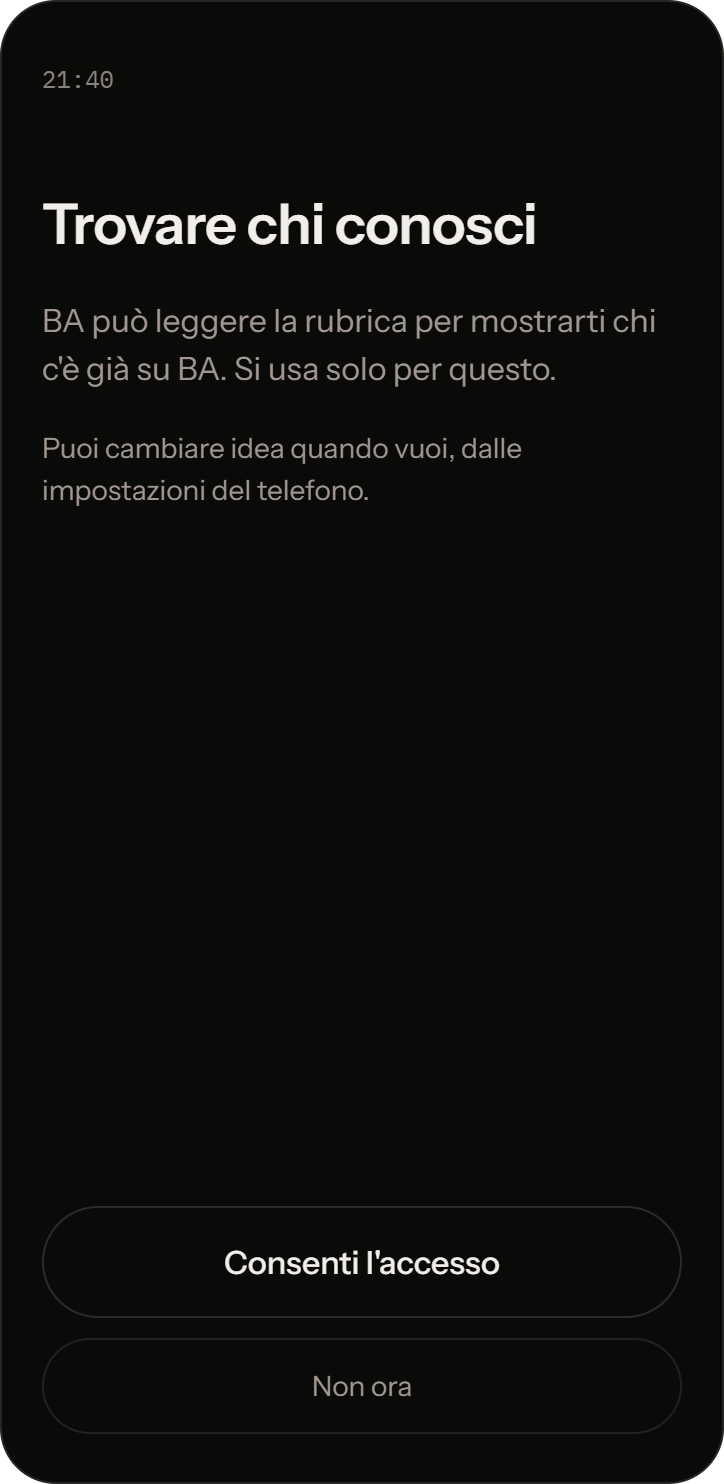 21:40
Trovare chi conosci
BA può leggere la rubrica per mostrarti chi
c'è già su BA. Si usa solo per questo.
Puoi cambiare idea quando vuoi, dalle
impostazioni del telefono.
Consenti l'accesso
Non ora